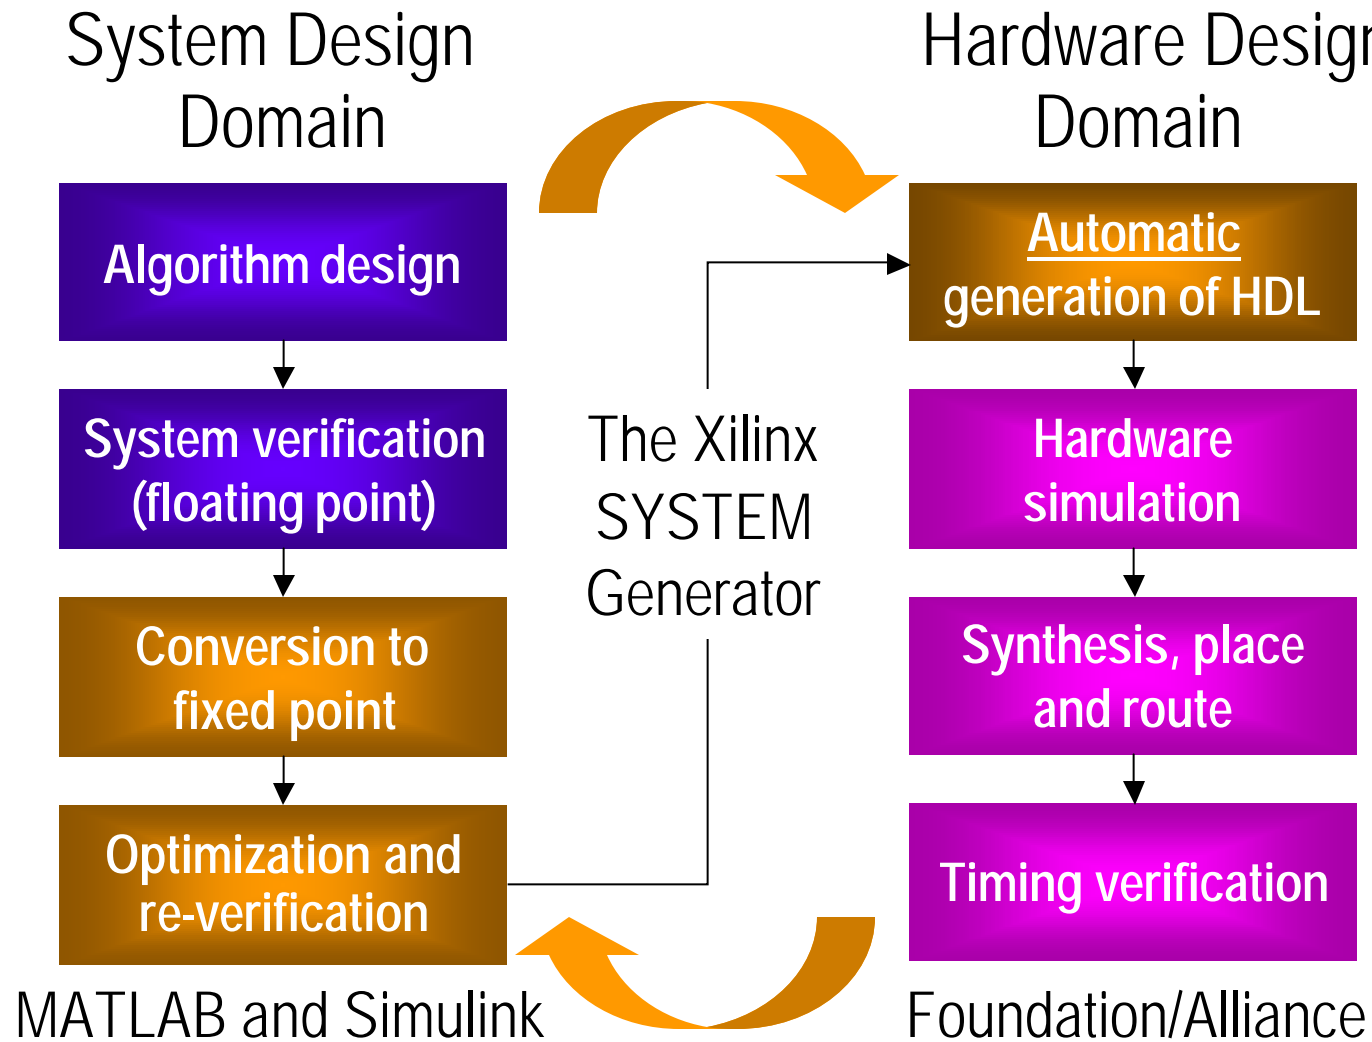 System Design
Domain
Algorithm design
System verification
(floating point)
Conversion to
fixed point
Optimization and
re-verification
MATLAB and Simulink
The Xilinx
SYSTEM
Generator
Hardware Design
Domain
Automatic
generation of HDL
Hardware
simulation
Synthesis, place
and route
Timing verification
Foundation/Alliance